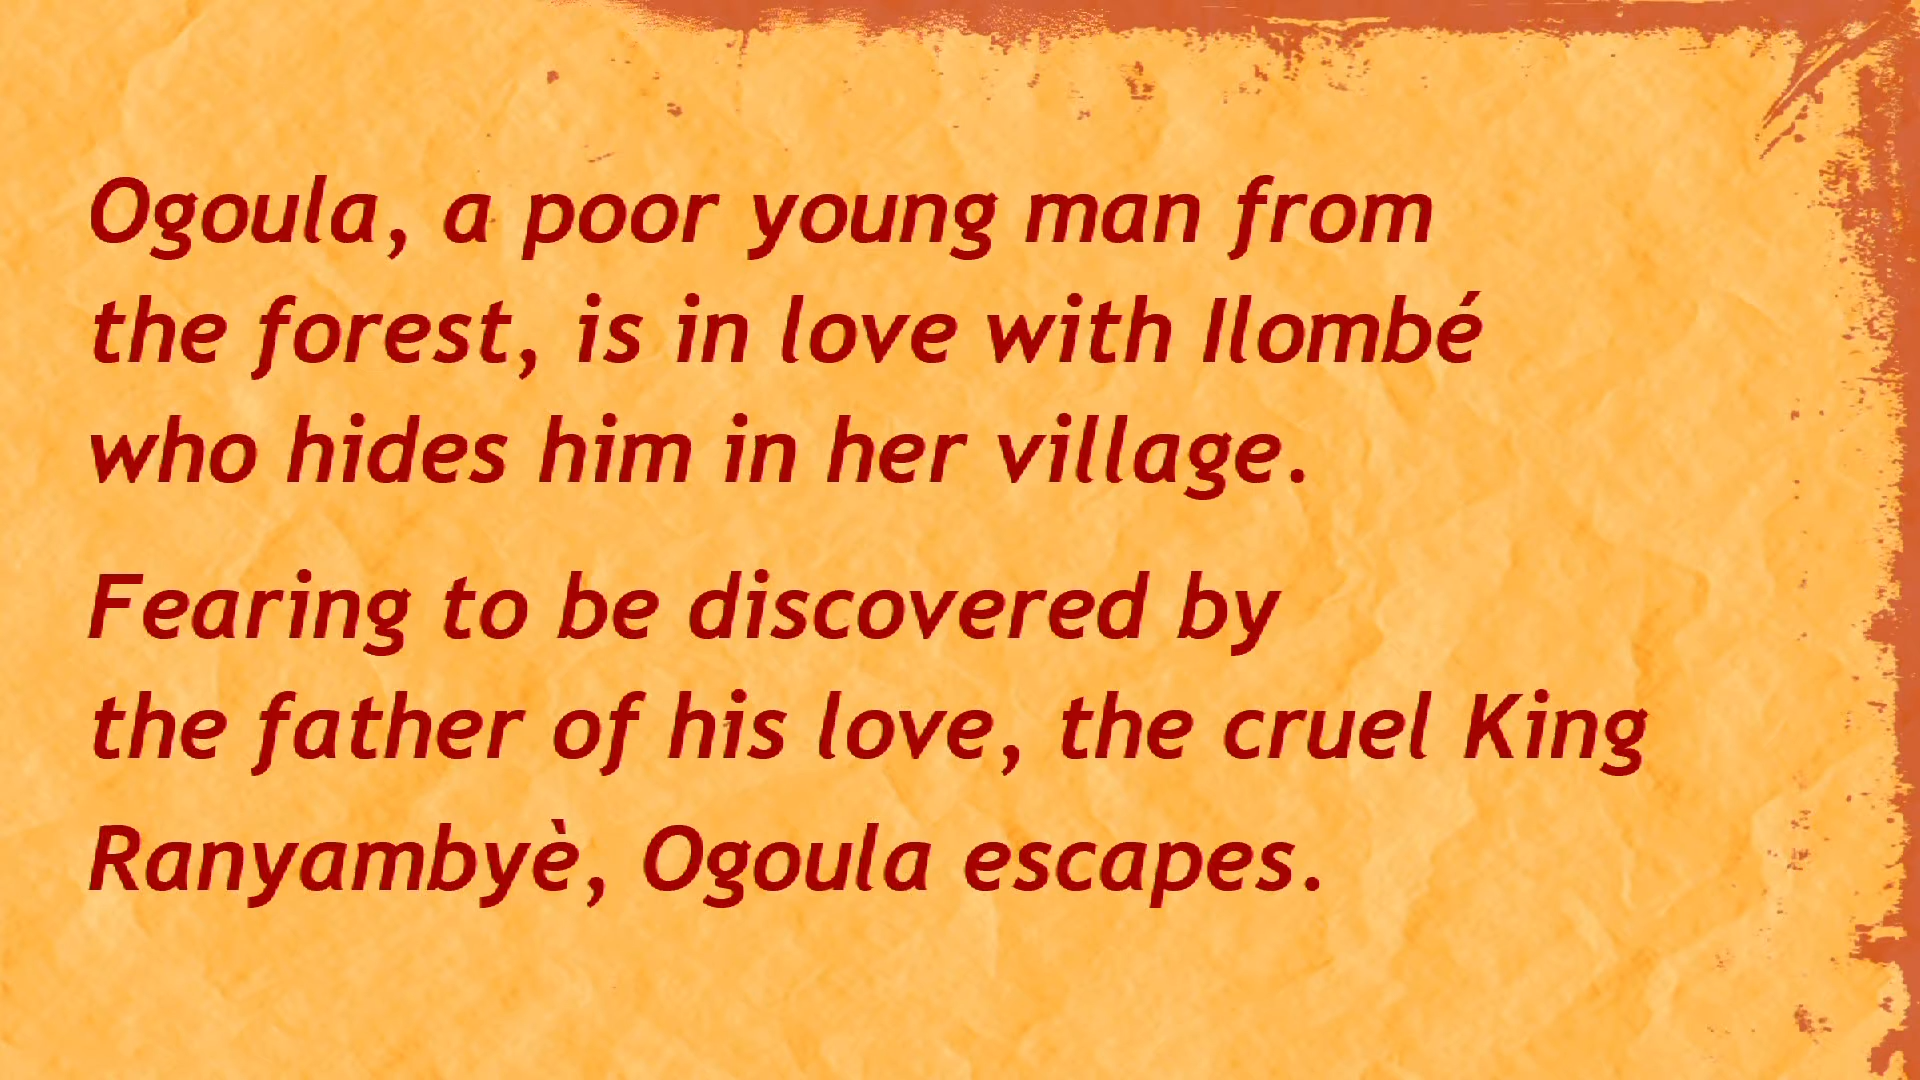 Ogoula, a poor young man from
the forest, is in love with Ilombé
who hides him in her village.
Fearing to be discovered by
the father of his love, the cruel King
Ranyambyè, Ogoula escapes.